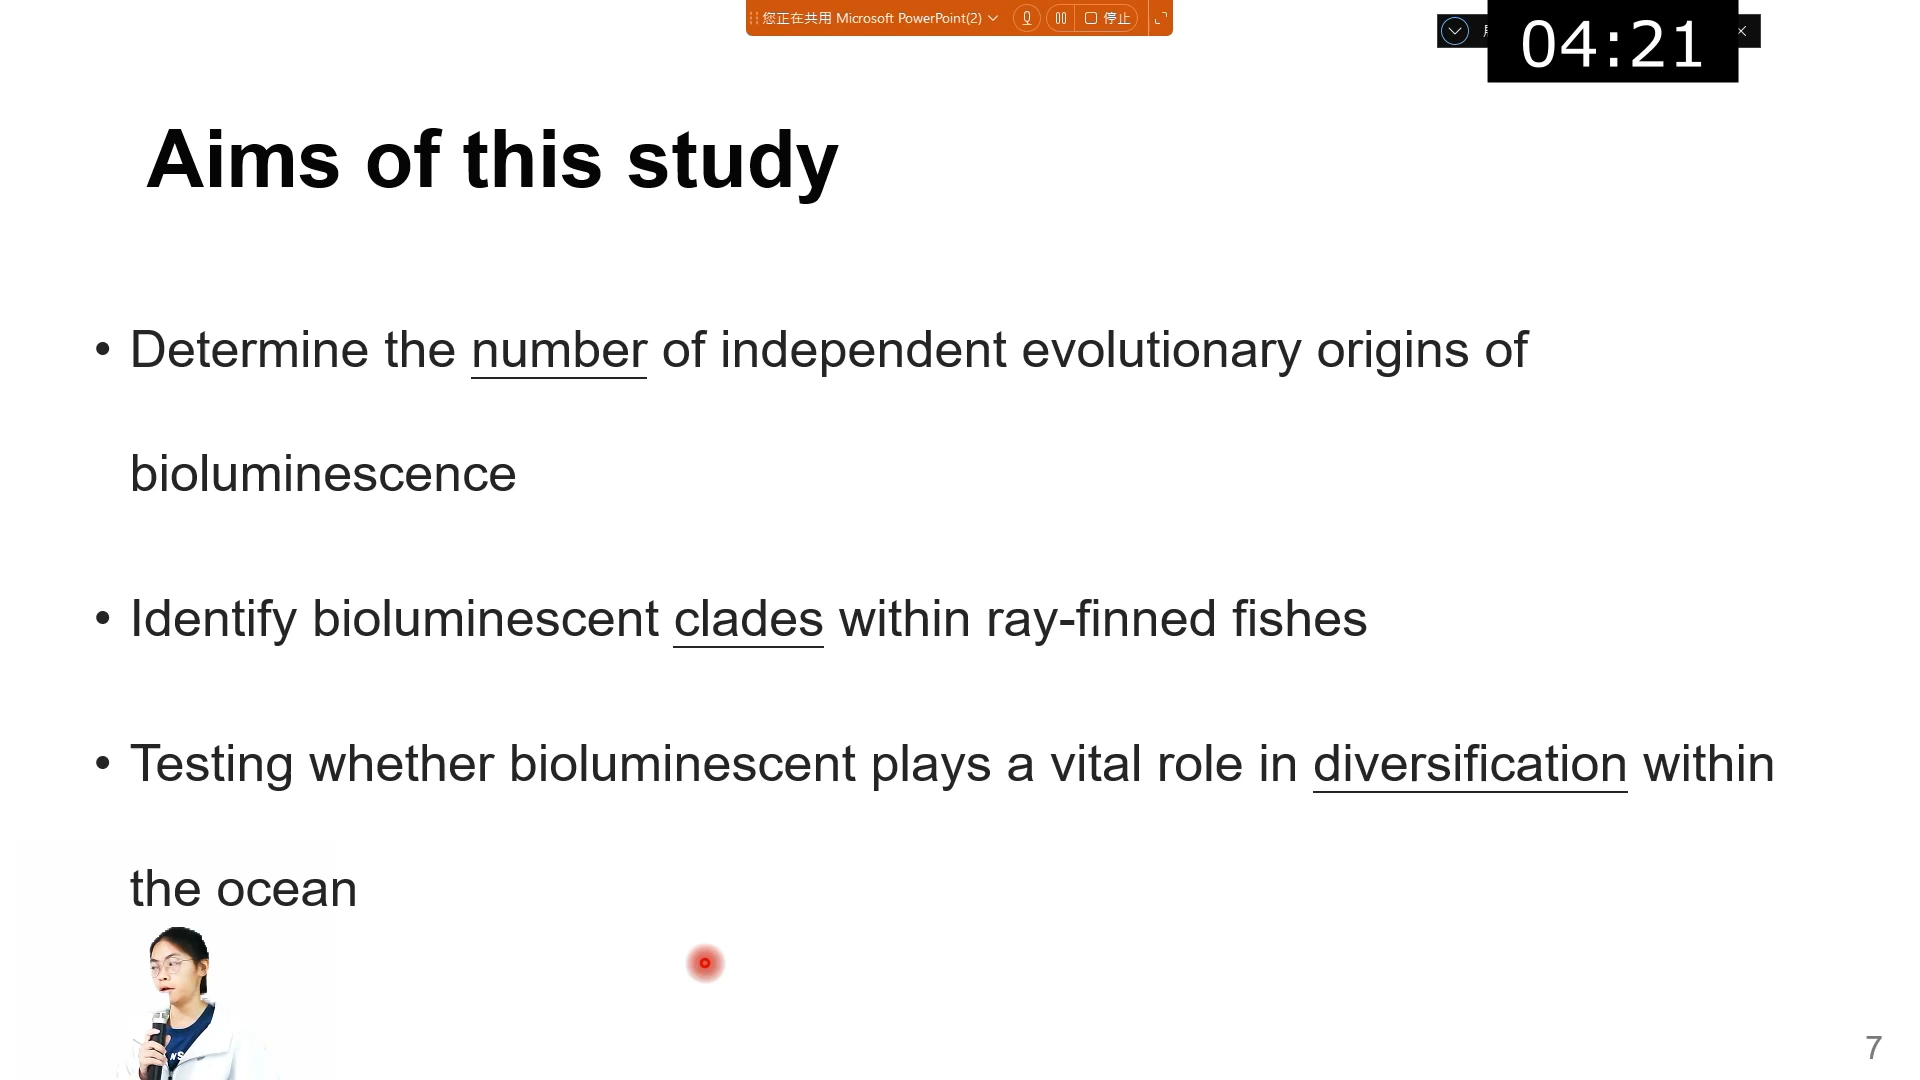 您正在共用 Microsoft PowerPoint(2)
停止
04:21
Aims of this study
• Determine the number of independent evolutionary origins of
bioluminescence
• Identify bioluminescent clades within ray-finned fishes
• Testing whether bioluminescent plays a vital role in diversification within
the ocean
7